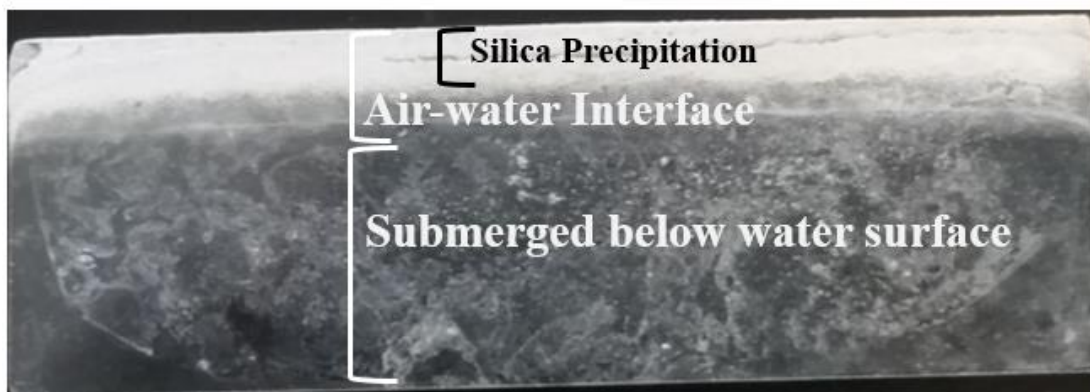 Silica Precipitation
Air-water Interface
Submerged below water surface